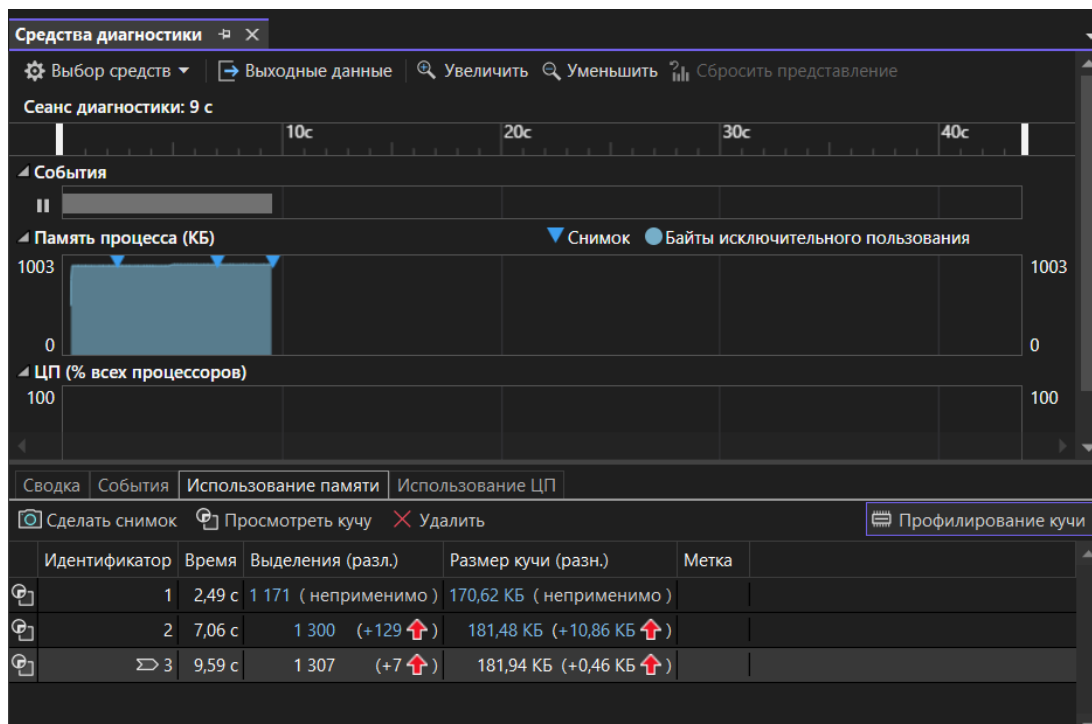 Средства диагностики
Выбор средств Выходные данные Увеличить Уменьшить Сбросить представление
Сеанс диагностики: 9 с
10с 20с 30с 40с
События
Память процесса (КБ) Снимок Байты исключительного пользования
1003 1003
0 0
ЦП (% всех процессоров)
100 100
Сводка События Использование памяти Использование ЦП
Сделать снимок Просмотреть кучу Удалить Профилирование кучи
Идентификатор Время Выделения (разл.) Размер кучи (разн.) Метка
1 2,49 с 1 171 (неприменимо) 170,62 КБ (неприменимо)
2 7,06 с 1 300 (+129) 181,48 КБ (+10,86 КБ)
3 9,59 с 1 307 (+7) 181,94 КБ (+0,46 КБ)